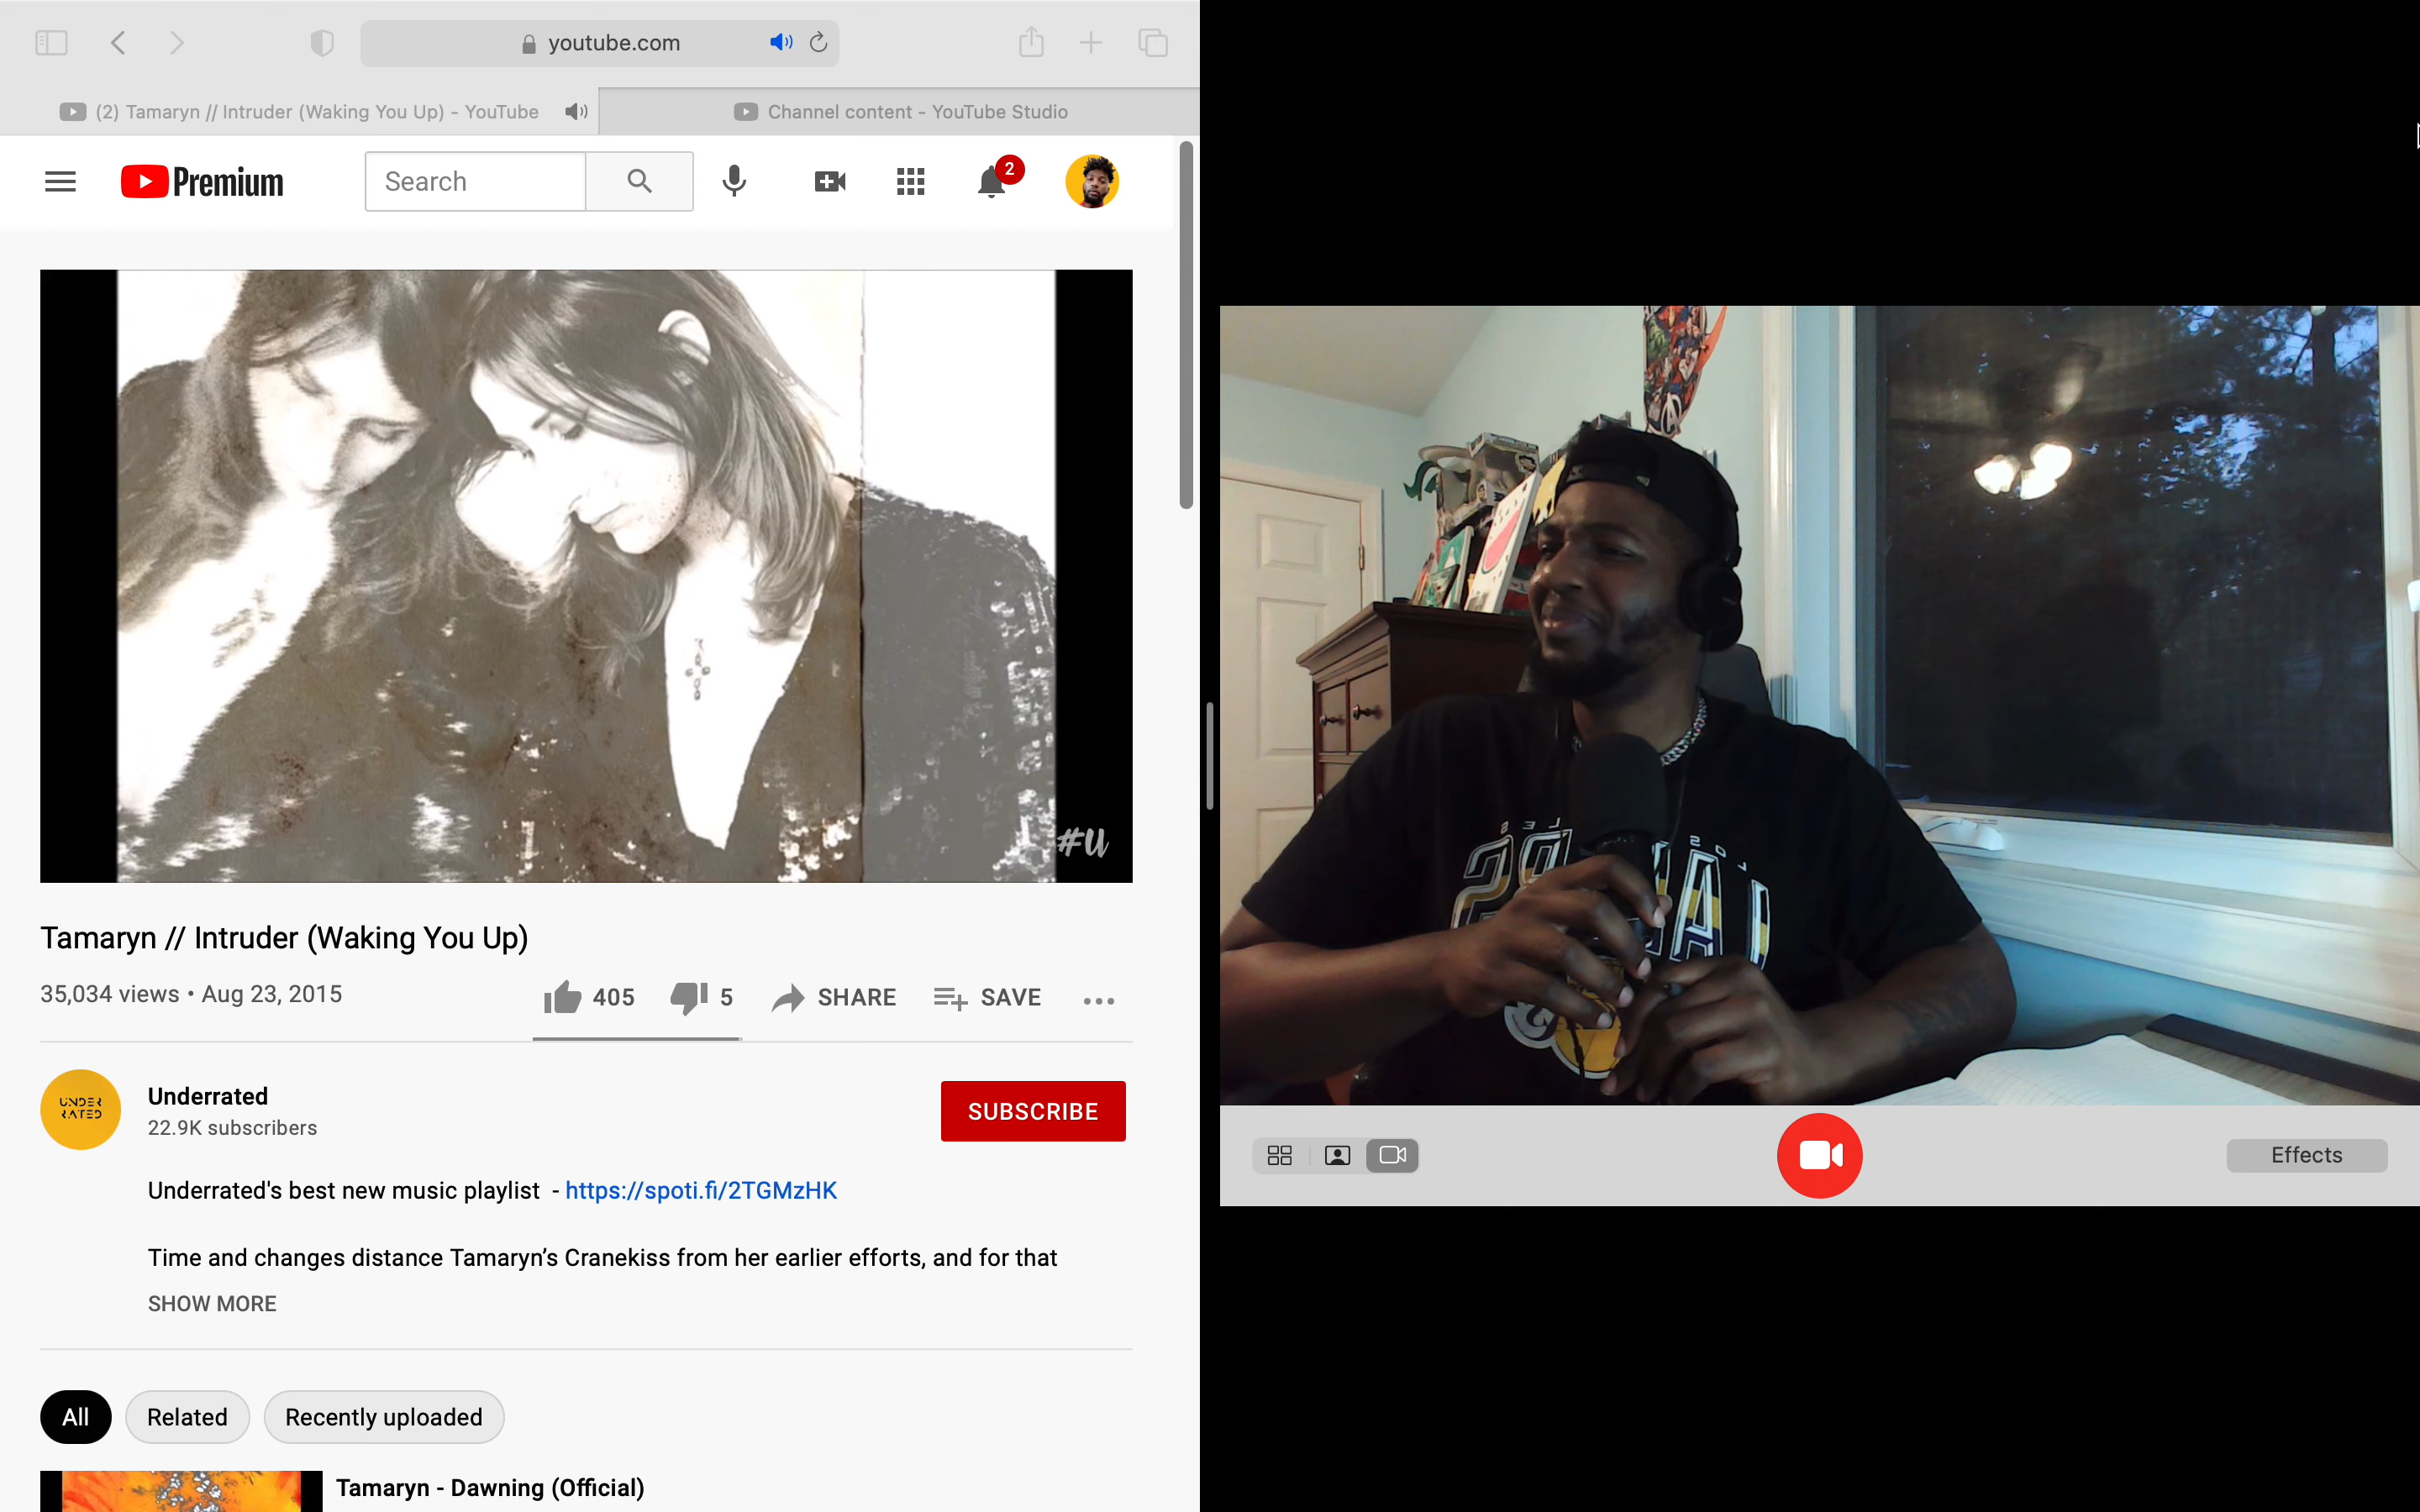 youtube.com
(2) Tamaryn // Intruder (Waking You Up) - YouTube
Channel content - YouTube Studio
Premium
Search
2
#U
Tamaryn // Intruder (Waking You Up)
35,034 views • Aug 23, 2015
405
5
SHARE
SAVE
UNDER
RATED
Underrated
22.9K subscribers
SUBSCRIBE
Underrated's best new music playlist - https://spoti.fi/2TGMzHK
Time and changes distance Tamaryn’s Cranekiss from her earlier efforts, and for that
SHOW MORE
All
Related
Recently uploaded
Tamaryn - Dawning (Official)
Effects